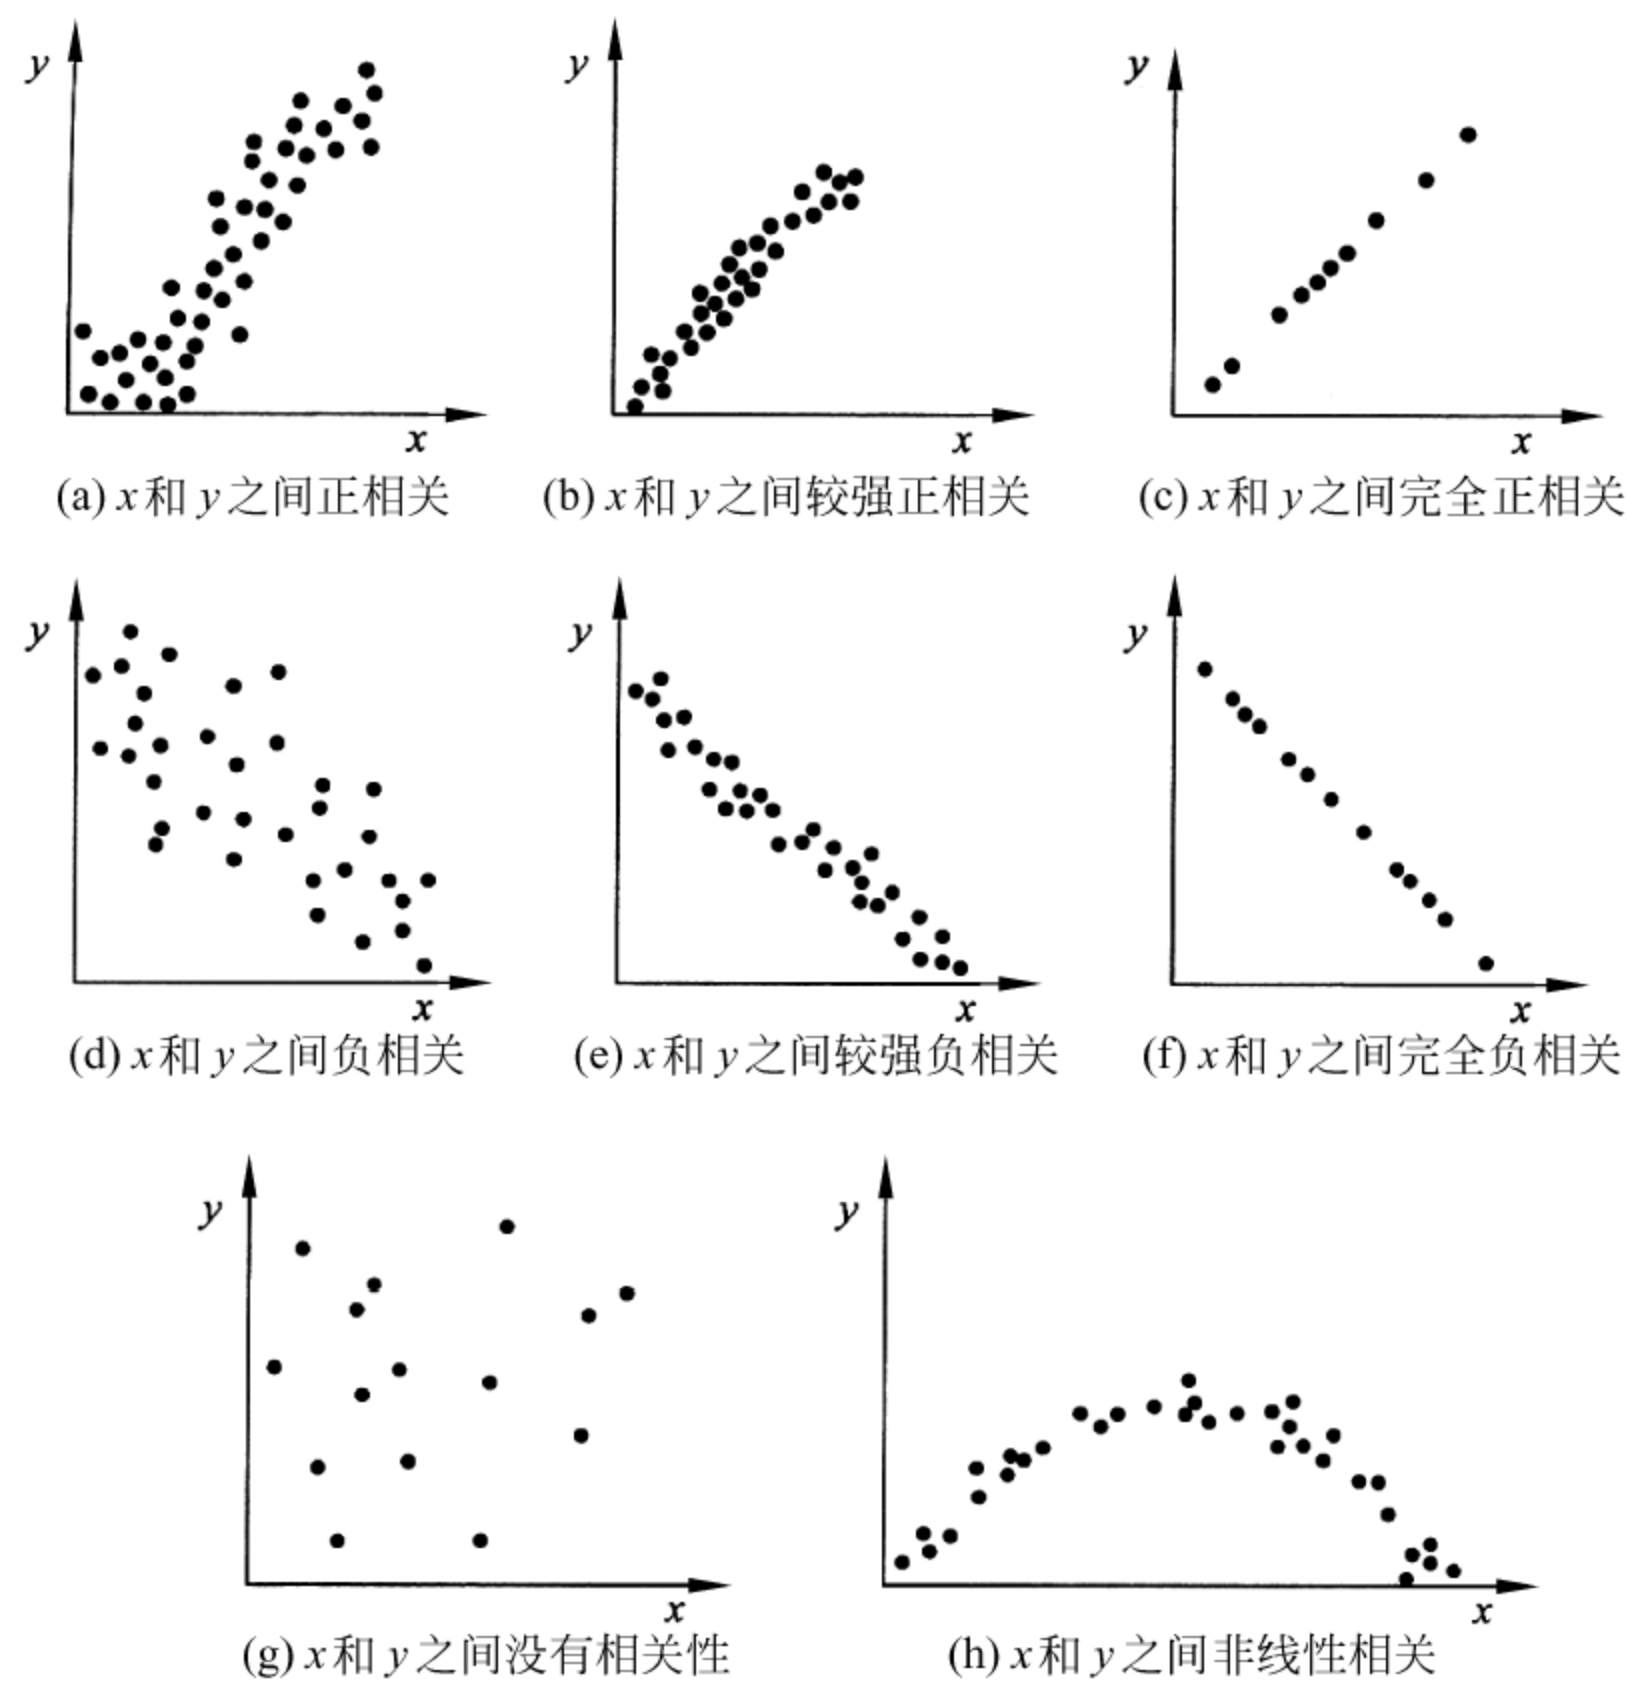 y y y
x x x
(a) x和 y之间正相关 (b) x和 y之间较强正相关 (c) x和 y之间完全正相关
y y y
x x x
(d) x和 y之间负相关 (e) x和 y之间较强负相关 (f) x和 y之间完全负相关
y y
x x
(g) x和 y之间没有相关性 (h) x和 y之间非线性相关